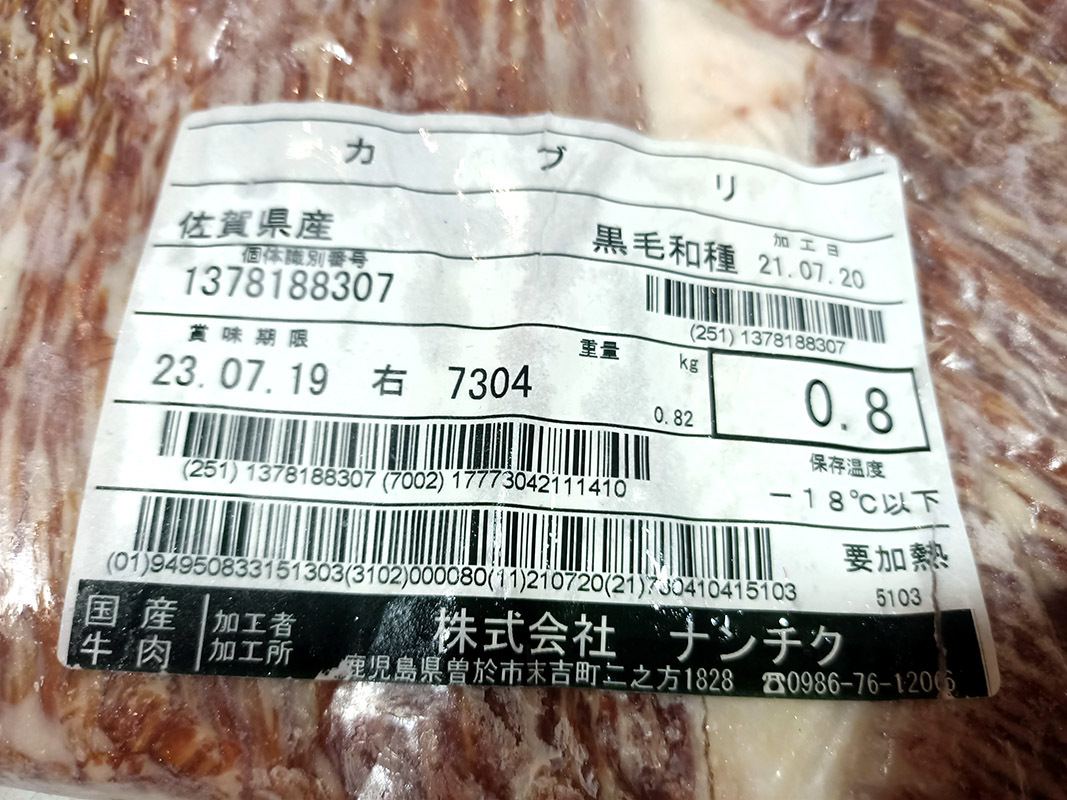 カブリ
佐賀県産 黒毛和種 加工日 21.07.20
個体識別番号
1378188307
(251) 1378188307
賞味期限 重量 kg
23.07.19 右 7304 0.82 0.8
(251) 1378188307 (7002) 17773042111410
保存温度
-18℃以下
(01)94950833151303(3102)000080(11)210720(21)730410415103
要加熱
5103
国産牛肉 加工者 加工所 株式会社 ナンチク
鹿児島県曽於市末吉町二之方1828 ☎0986-76-1206